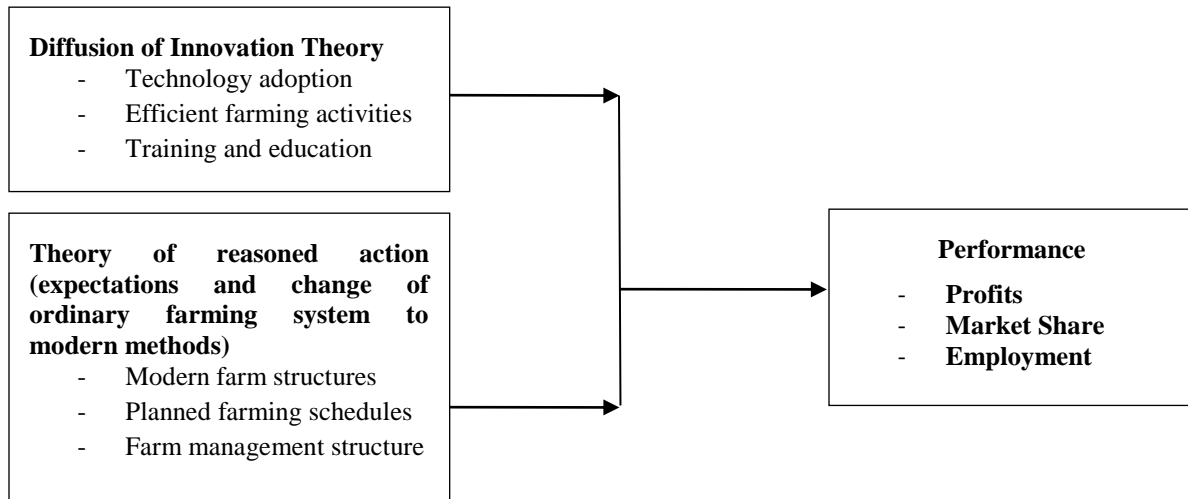 Diffusion of Innovation Theory
- Technology adoption
- Efficient farming activities
- Training and education
Theory of reasoned action
(expectations and change of
ordinary farming system to
modern methods)
- Modern farm structures
- Planned farming schedules
- Farm management structure
Performance
- Profits
- Market Share
- Employment